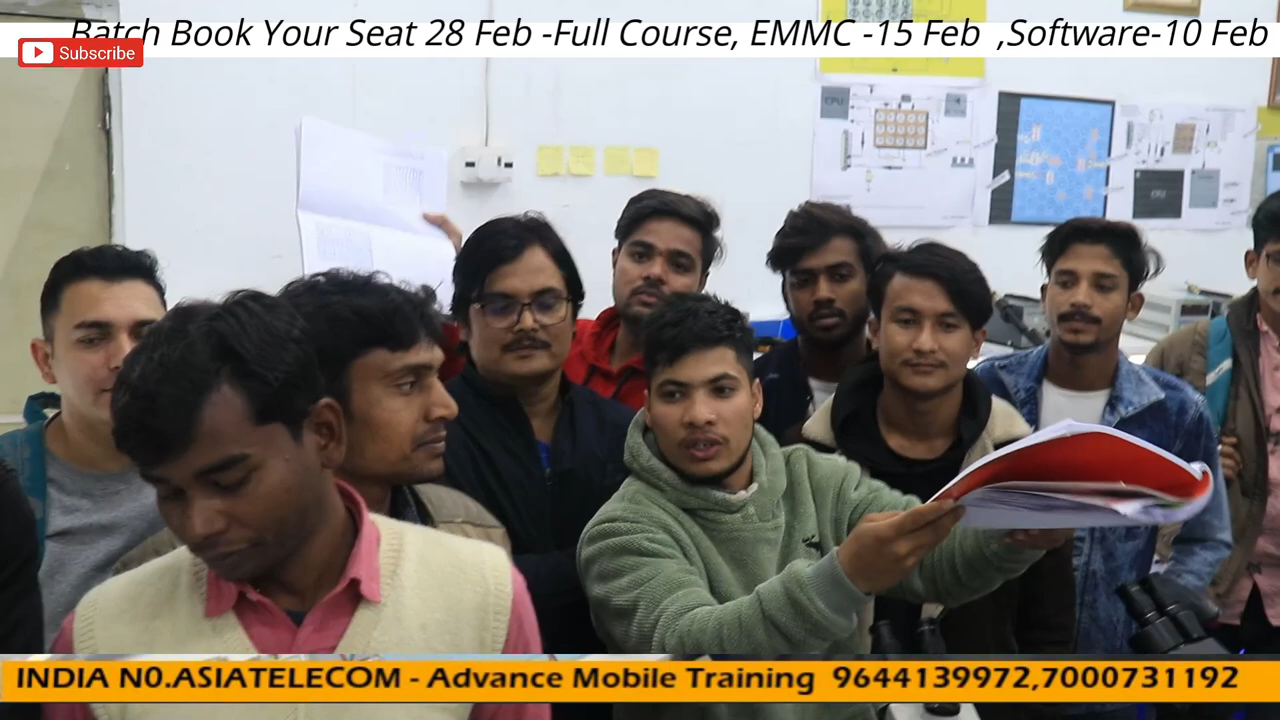 Batch Book Your Seat 28 Feb -Full Course, EMMC -15 Feb ,Software-10 Feb
Subscribe
CPU
CPU
INDIA N0.ASIATELECOM - Advance Mobile Training 9644139972,7000731192